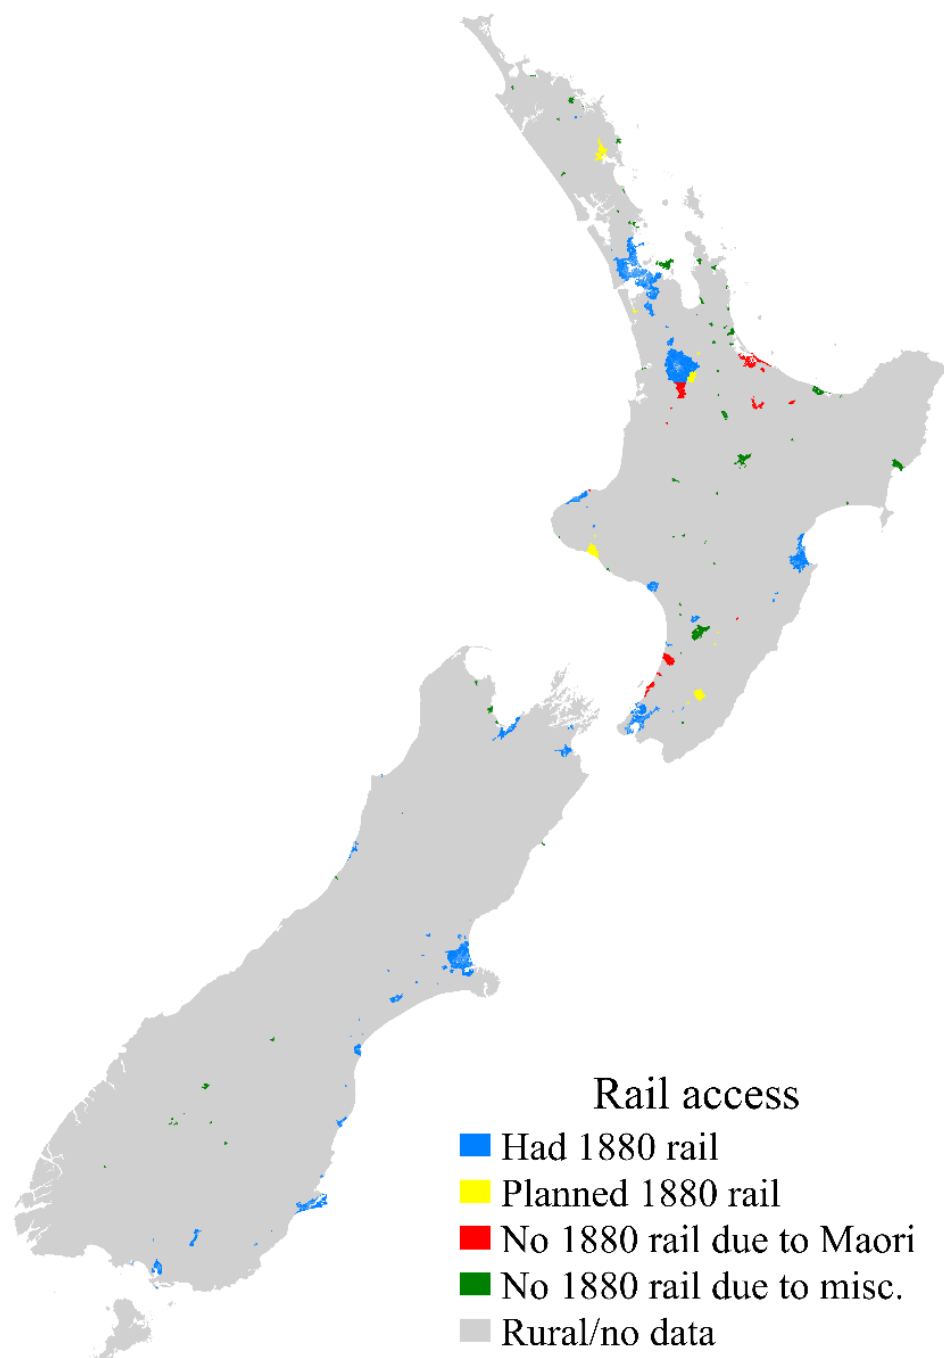 Rail access
Had 1880 rail
Planned 1880 rail
No 1880 rail due to Maori
No 1880 rail due to misc.
Rural/no data